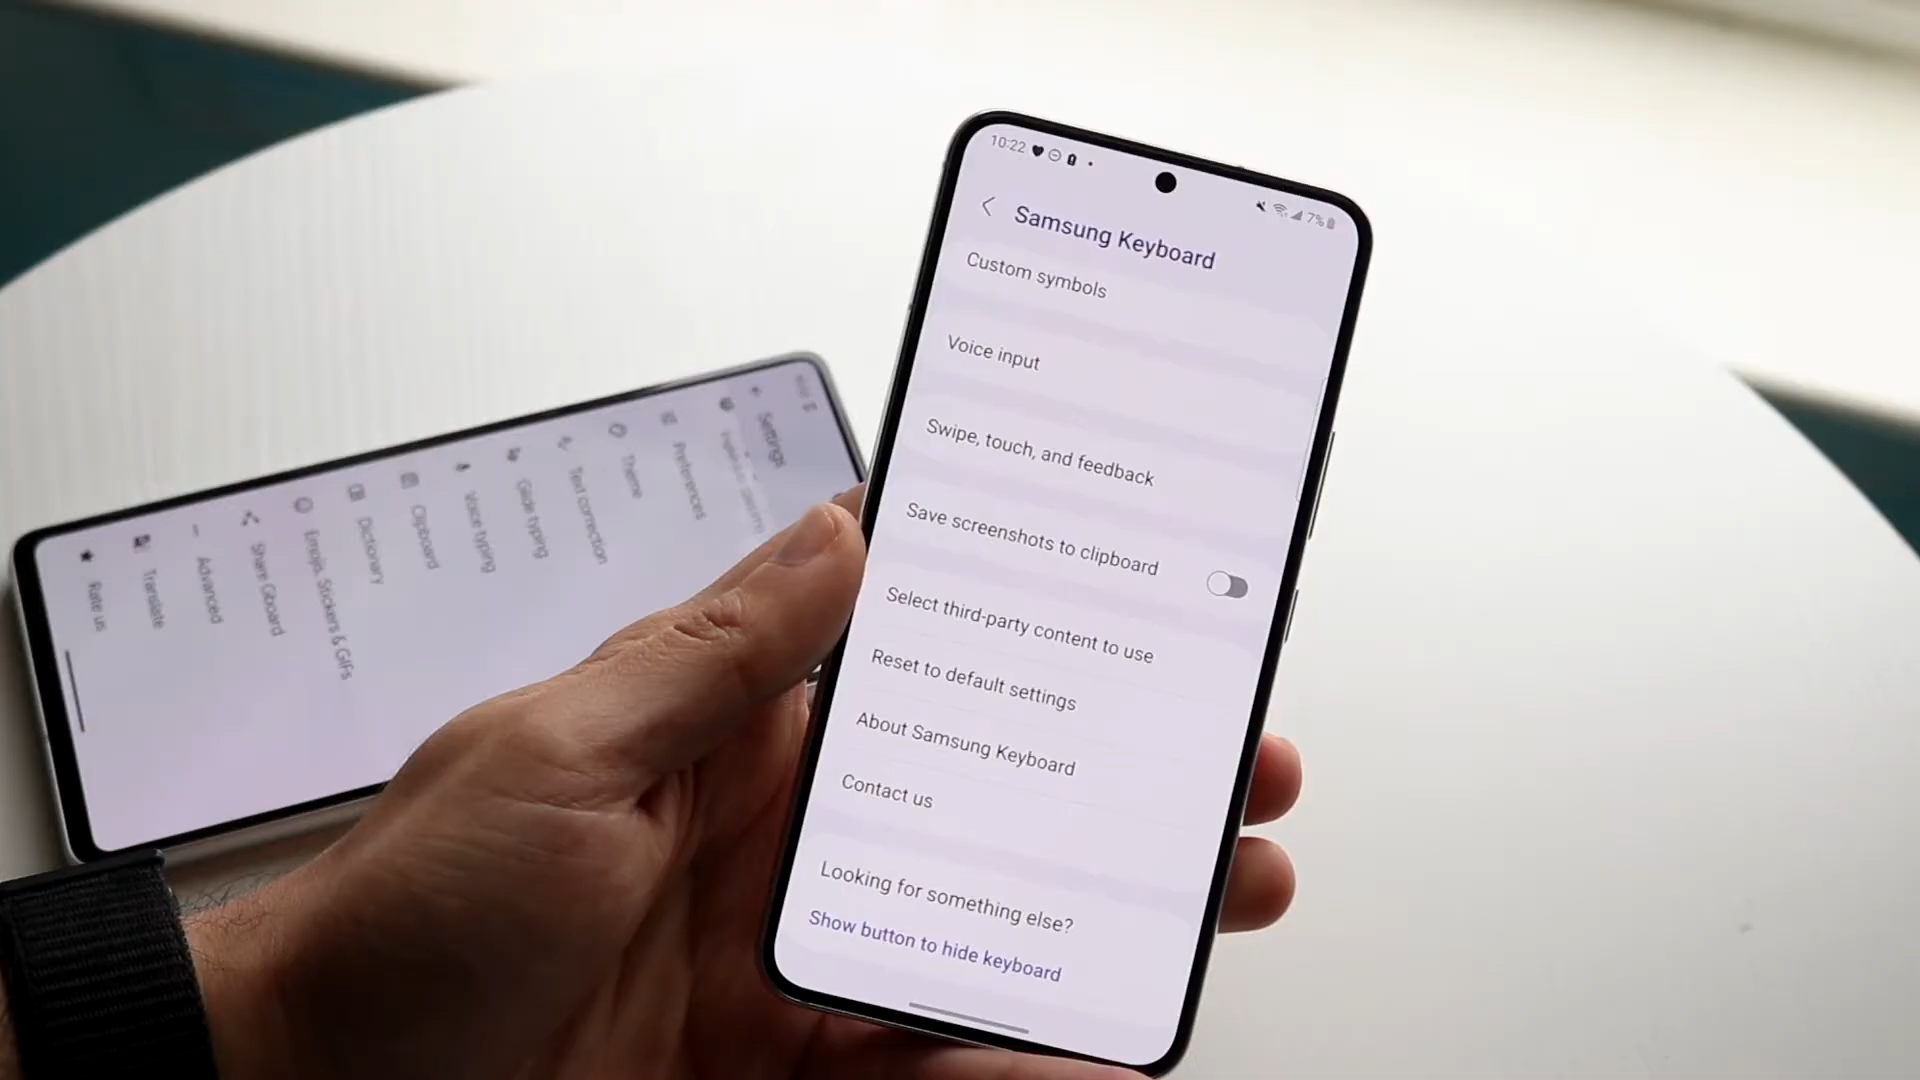 10:22
7%
Samsung Keyboard
Custom symbols
Voice input
Swipe, touch, and feedback
Save screenshots to clipboard
Select third-party content to use
Reset to default settings
About Samsung Keyboard
Contact us
Looking for something else?
Show button to hide keyboard
Settings
Preferences
Theme
Text correction
Glide typing
Voice typing
Clipboard
Dictionary
Emojis, Stickers & GIFs
Share Gboard
Advanced
Translate
Rate us